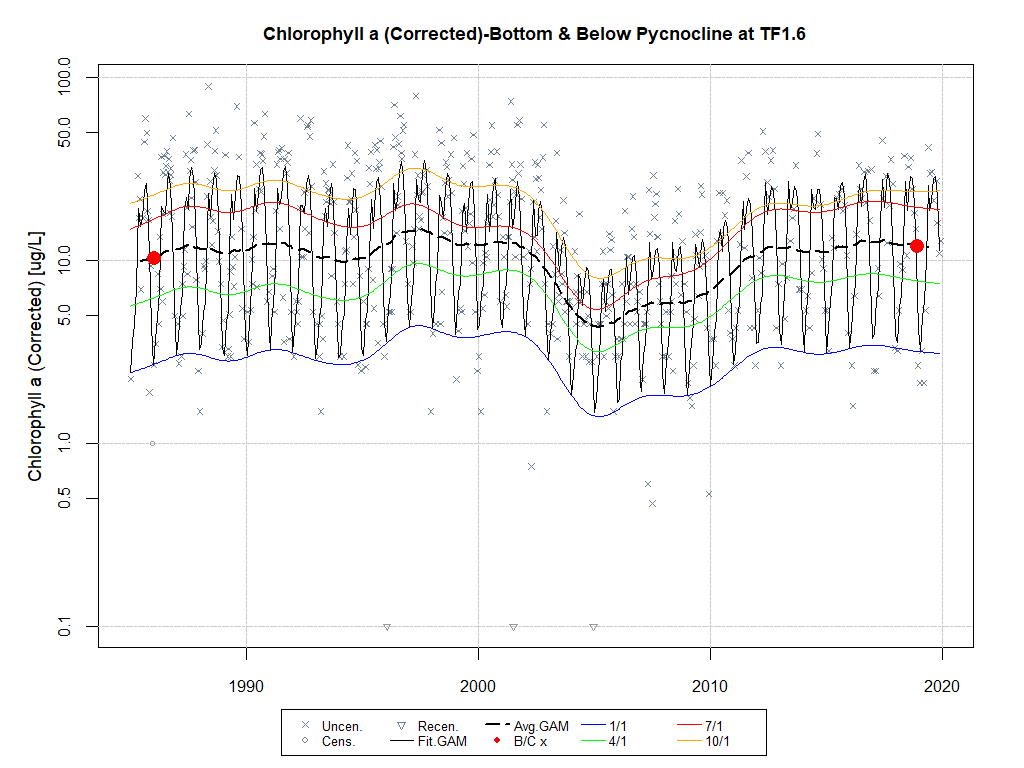 Chlorophyll a (Corrected)-Bottom & Below Pycnocline at TF1.6
Chlorophyll a (Corrected) [ug/L]
100.0
50.0
10.0
5.0
1.0
0.5
0.1
1990 2000 2010 2020
Uncen. Recen. Avg.GAM 1/1 7/1
Cens. Fit.GAM B/C x 4/1 10/1